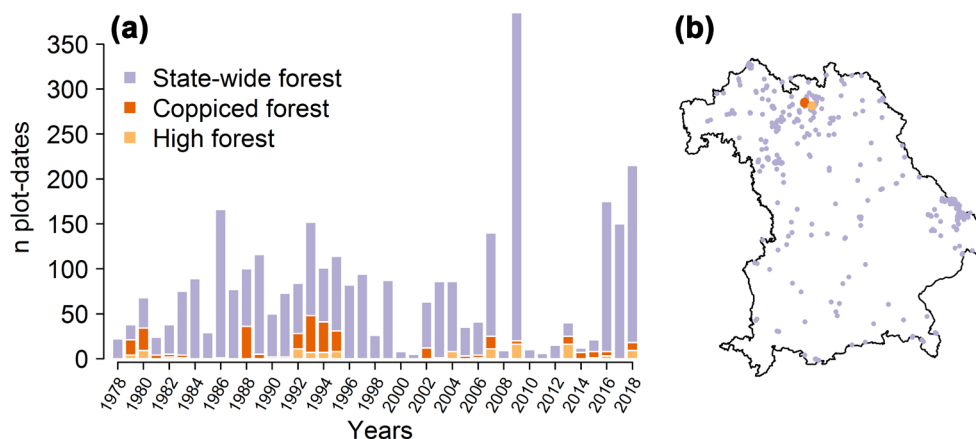 (a)
(b)
350
300
250
200
150
100
50
0
n plot-dates
State-wide forest
Coppiced forest
High forest
1978 1980 1982 1984 1986 1988 1990 1992 1994 1996 1998 2000 2002 2004 2006 2008 2010 2012 2014 2016 2018
Years